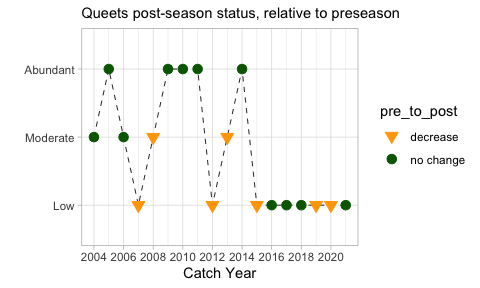 Queets post-season status, relative to preseason
Abundant
Moderate
Low
2004 2006 2008 2010 2012 2014 2016 2018 2020
Catch Year
pre_to_post
decrease
no change